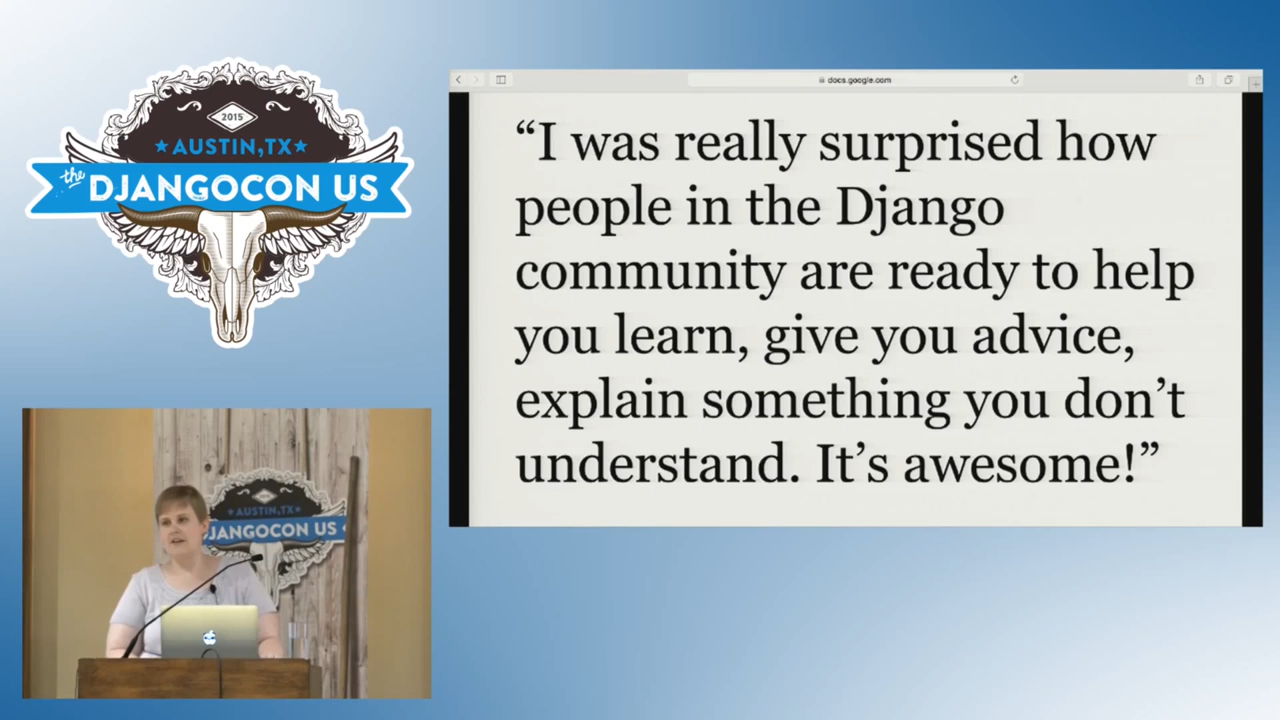 2015
AUSTIN,TX
the
DJANGOCON US
docs.google.com
“I was really surprised how
people in the Django
community are ready to help
you learn, give you advice,
explain something you don’t
understand. It’s awesome!”
AUSTIN,TX
JANGOCON US